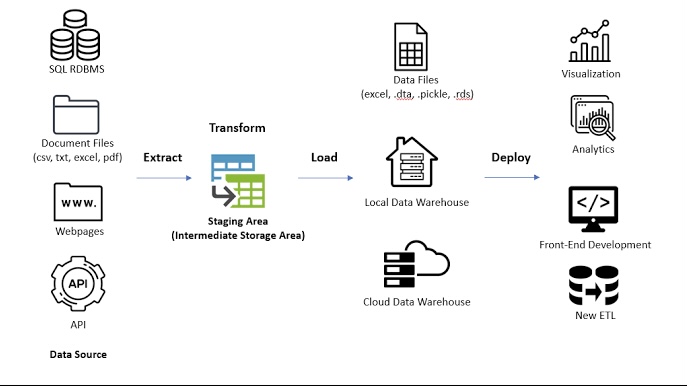 SQL RDBMS
Document Files
(csv, txt, excel, pdf)
www.
Webpages
API
API
Data Source
Extract
Transform
Staging Area
(Intermediate Storage Area)
Load
Data Files
(excel, .dta, .pickle, .rds)
Local Data Warehouse
Cloud Data Warehouse
Deploy
Visualization
Analytics
</>
Front-End Development
New ETL